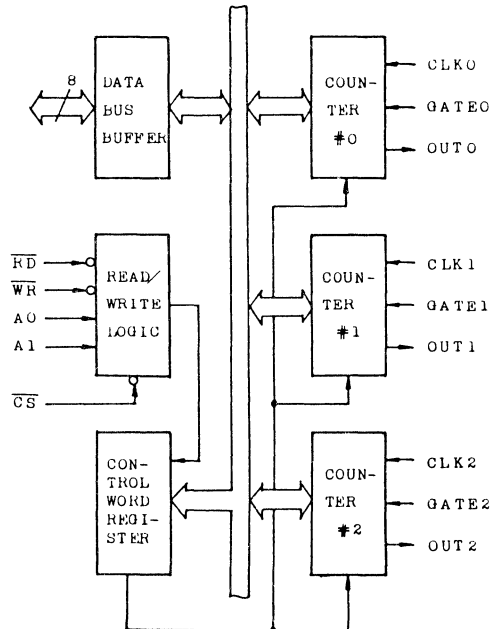 8
DATA
BUS
BUFFER
COUN-
TER
#0
CLK0
GATE0
OUT0
RD
WR
A0
A1
CS
READ/
WRITE
LOGIC
COUN-
TER
#1
CLK1
GATE1
OUT1
CON-
TROL
WORD
REGI-
STER
COUN-
TER
#2
CLK2
GATE2
OUT2